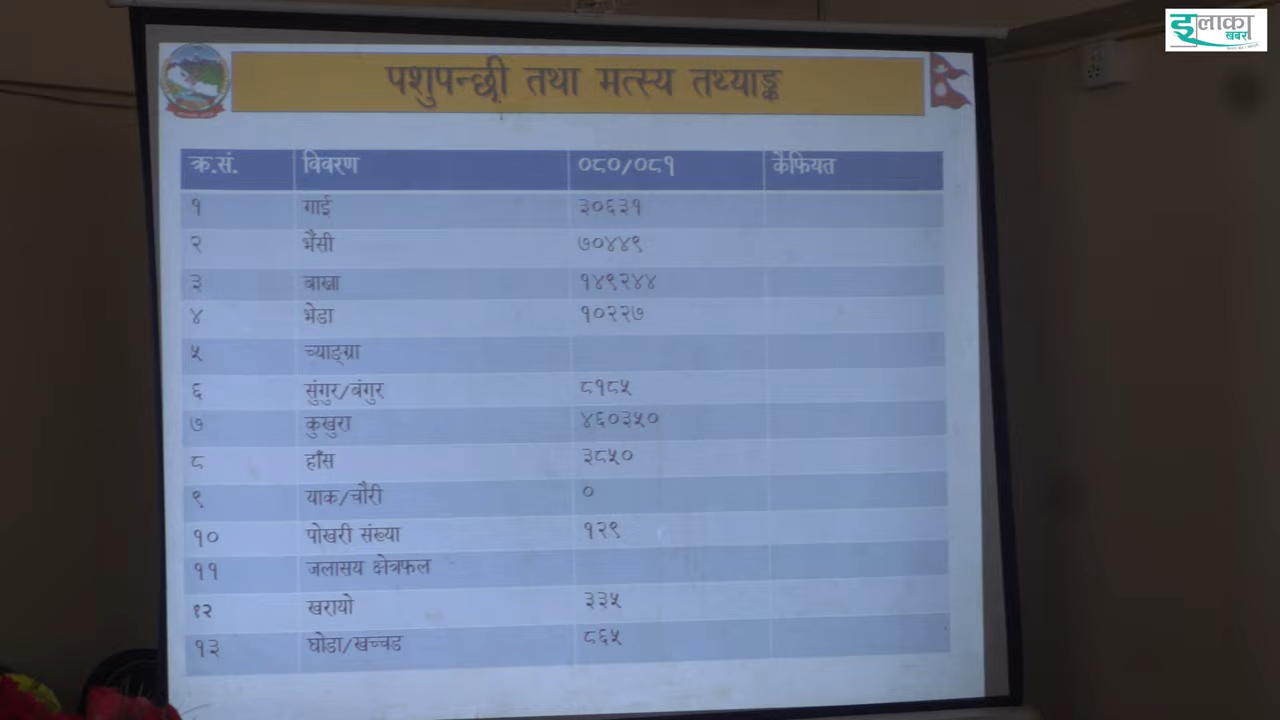 इलाका
खबर
पशुपन्छी तथा मत्स्य तथ्याङ्क
क्र.सं. विवरण ०८०/०८१ कैफियत
१ गाई ३०६३१
२ भैंसी ७०४४९
३ बाख्रा १४९२४४
४ भेडा १०२२७
५ च्याङ्ग्रा
६ सुंगुर/बंगुर ८१८५
७ कुखुरा ४६०३५०
८ हाँस ३८५०
९ याक/चौरी ०
१० पोखरी संख्या १२९
११ जलासय क्षेत्रफल
१२ खरायो ३३५
१३ घोडा/खच्चड ८६५